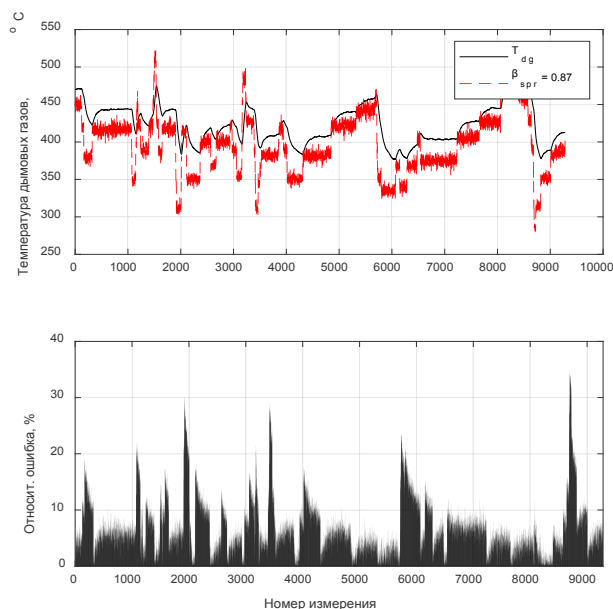 ° C
Температура дымовых газов,
550
500
450
400
350
300
250
0 1000 2000 3000 4000 5000 6000 7000 8000 9000 10000
T dg
β spr = 0.87
Относит. ошибка, %
40
30
20
10
0
0 1000 2000 3000 4000 5000 6000 7000 8000 9000
Номер измерения